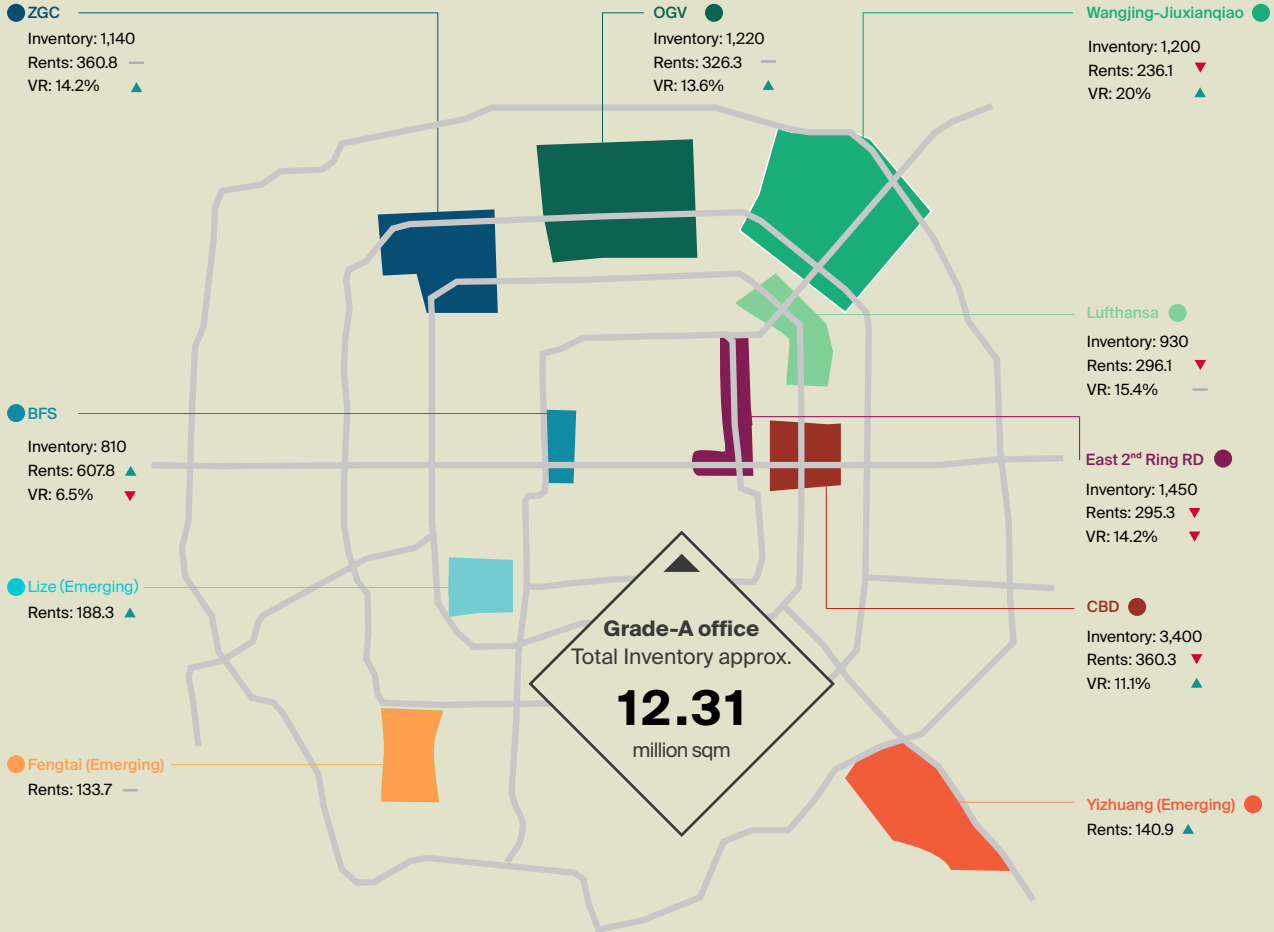 ZGC
Inventory: 1,140
Rents: 360.8
VR: 14.2%
OGV
Inventory: 1,220
Rents: 326.3
VR: 13.6%
Wangjing-Jiuxianqiao
Inventory: 1,200
Rents: 236.1
VR: 20%
Lufthansa
Inventory: 930
Rents: 296.1
VR: 15.4%
BFS
Inventory: 810
Rents: 607.8
VR: 6.5%
East 2nd Ring RD
Inventory: 1,450
Rents: 295.3
VR: 14.2%
Lize (Emerging)
Rents: 188.3
CBD
Inventory: 3,400
Rents: 360.3
VR: 11.1%
Grade-A office
Total Inventory approx.
12.31
million sqm
Fengtai (Emerging)
Rents: 133.7
Yizhuang (Emerging)
Rents: 140.9